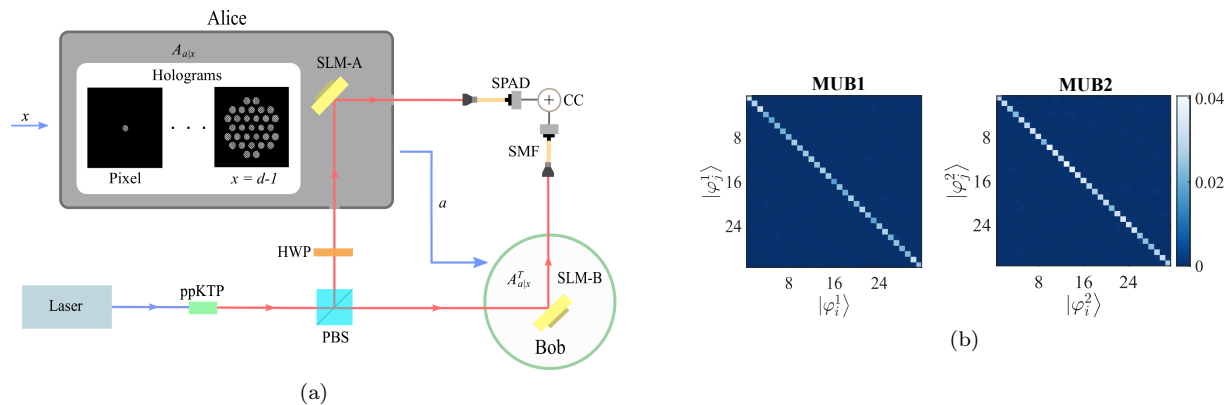 Alice
A_{a|x}
Holograms
SLM-A
x
. . .
Pixel
x = d-1
SPAD
CC
SMF
a
HWP
A^T_{a|x}
SLM-B
Laser
ppKTP
PBS
Bob
(a)
MUB1
|φ^1_j⟩
8
16
24
8 16 24
|φ^1_i⟩
MUB2
|φ^2_j⟩
8
16
24
8 16 24
|φ^2_i⟩
0.04
0.02
0
(b)